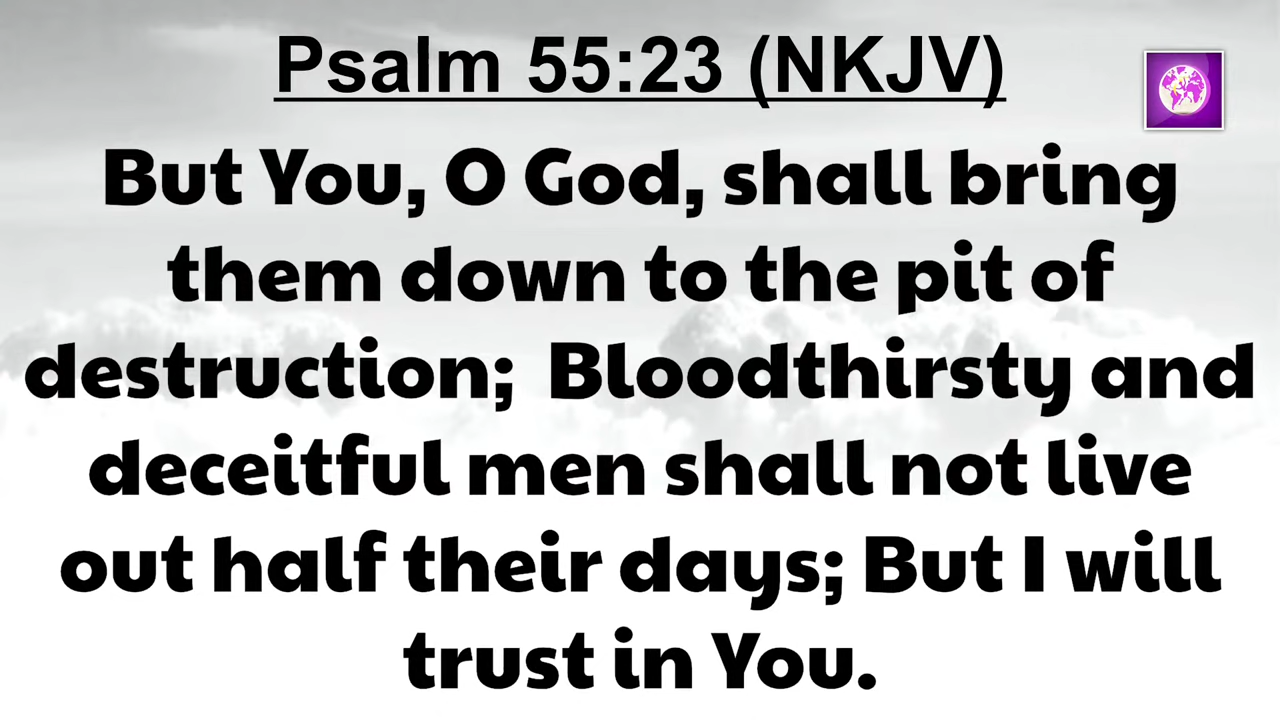 Psalm 55:23 (NKJV)
But You, O God, shall bring
them down to the pit of
destruction;  Bloodthirsty and
deceitful men shall not live
out half their days; But I will
trust in You.